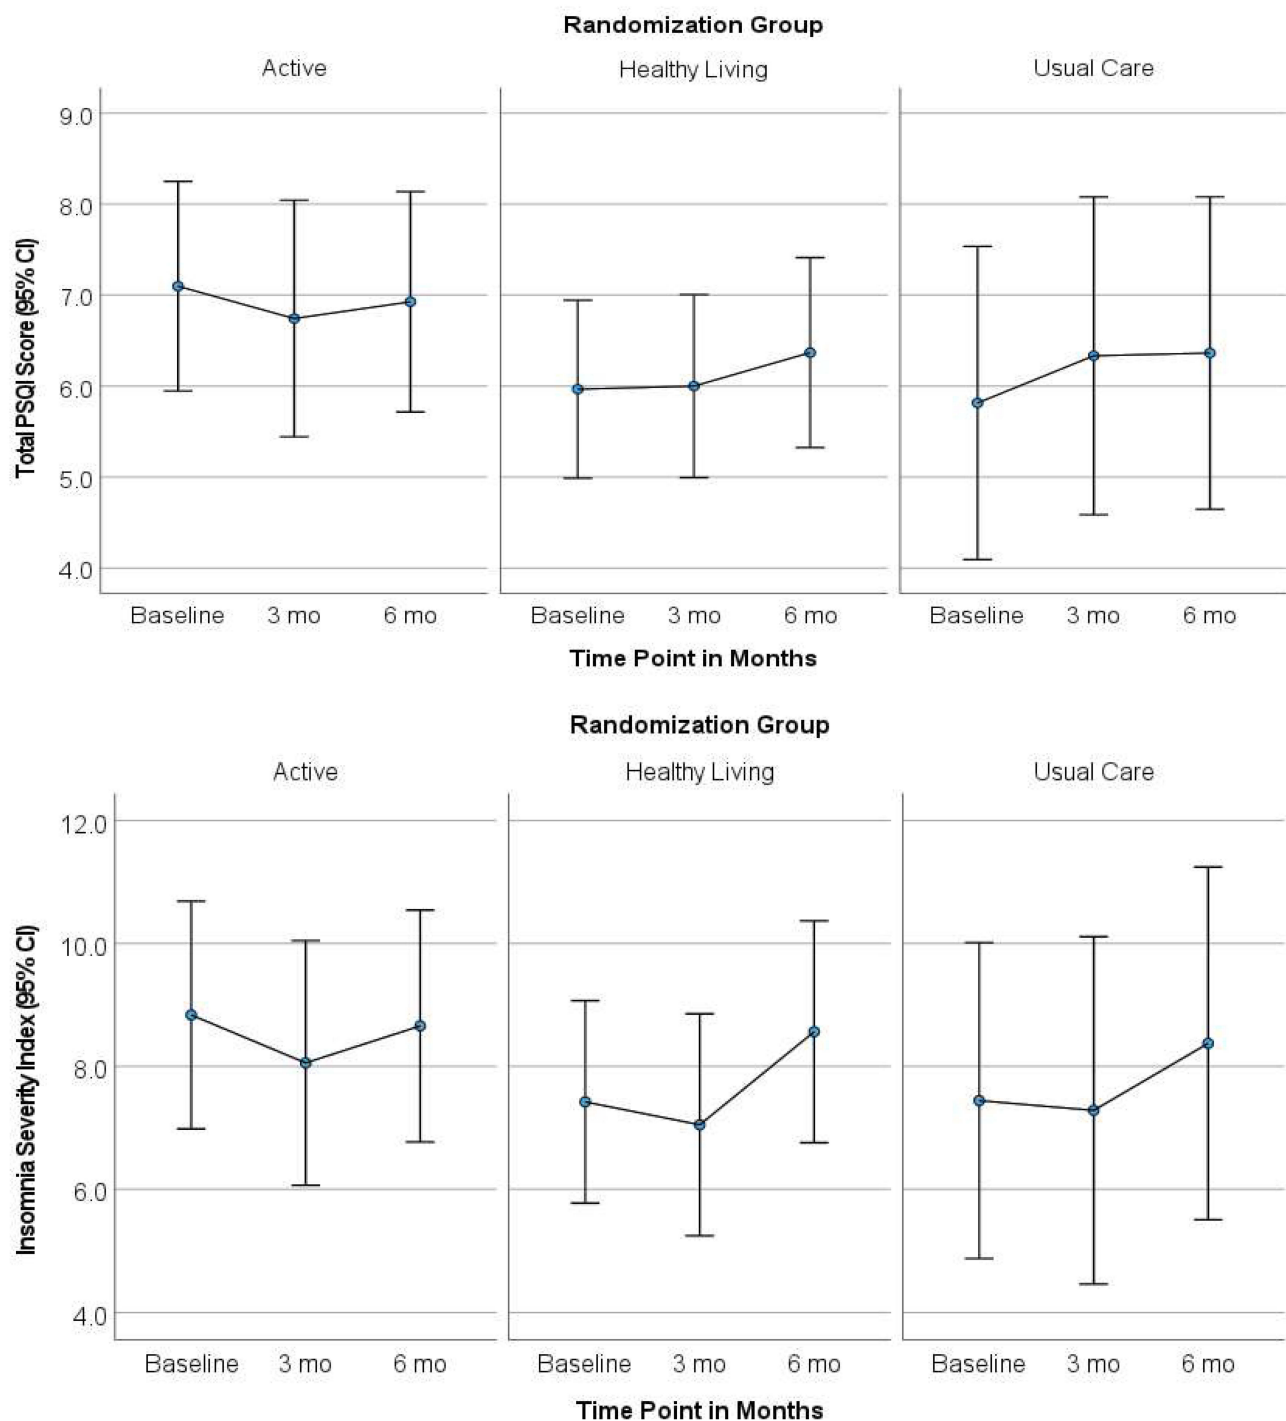 Randomization Group
Active Healthy Living Usual Care
Total PSQI Score (95% CI)
9.0
8.0
7.0
6.0
5.0
4.0
Baseline 3 mo 6 mo Baseline 3 mo 6 mo Baseline 3 mo 6 mo
Time Point in Months
Randomization Group
Active Healthy Living Usual Care
Insomnia Severity Index (95% CI)
12.0
10.0
8.0
6.0
4.0
Baseline 3 mo 6 mo Baseline 3 mo 6 mo Baseline 3 mo 6 mo
Time Point in Months